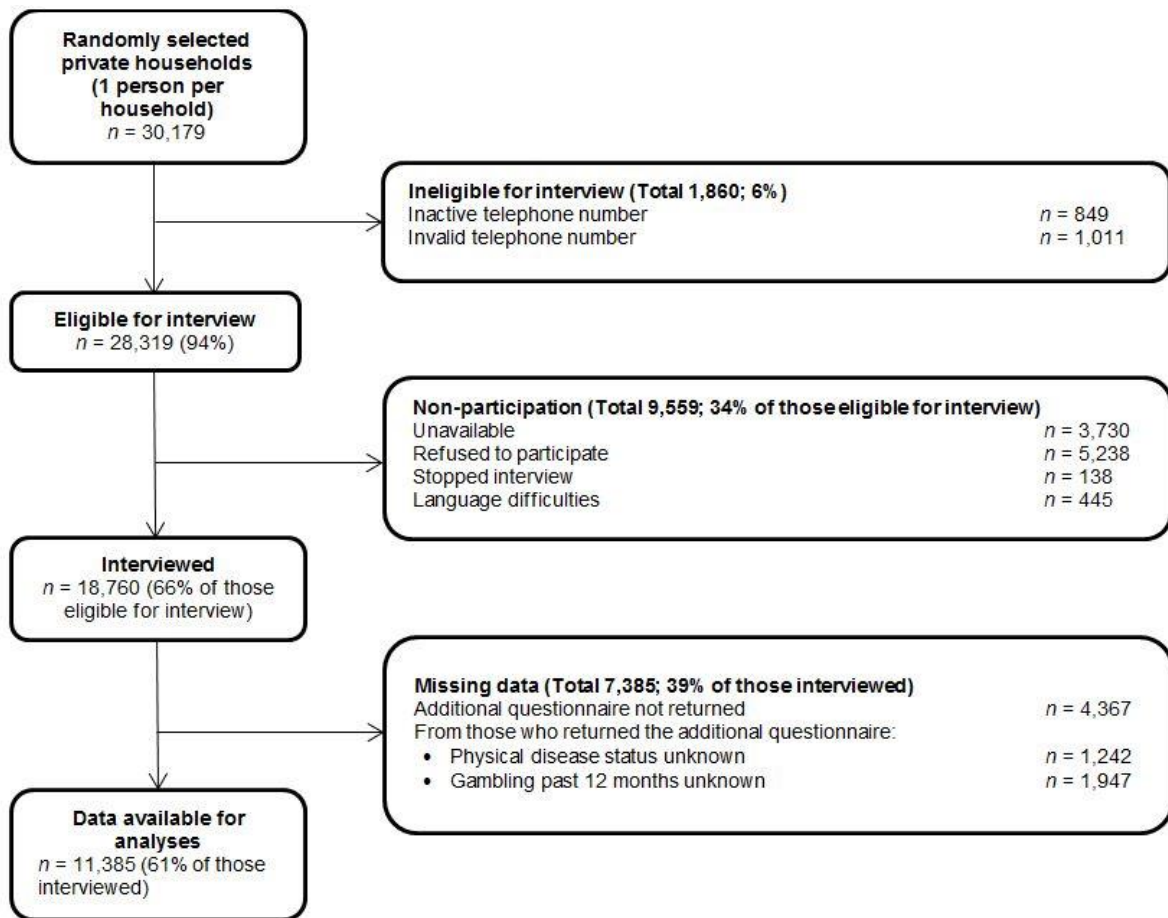 Randomly selected
private households
(1 person per
household)
n = 30,179
Ineligible for interview (Total 1,860; 6%)
Inactive telephone number n = 849
Invalid telephone number n = 1,011
Eligible for interview
n = 28,319 (94%)
Non-participation (Total 9,559; 34% of those eligible for interview)
Unavailable n = 3,730
Refused to participate n = 5,238
Stopped interview n = 138
Language difficulties n = 445
Interviewed
n = 18,760 (66% of those
eligible for interview)
Missing data (Total 7,385; 39% of those interviewed)
Additional questionnaire not returned n = 4,367
From those who returned the additional questionnaire:
• Physical disease status unknown n = 1,242
• Gambling past 12 months unknown n = 1,947
Data available for
analyses
n = 11,385 (61% of those
interviewed)